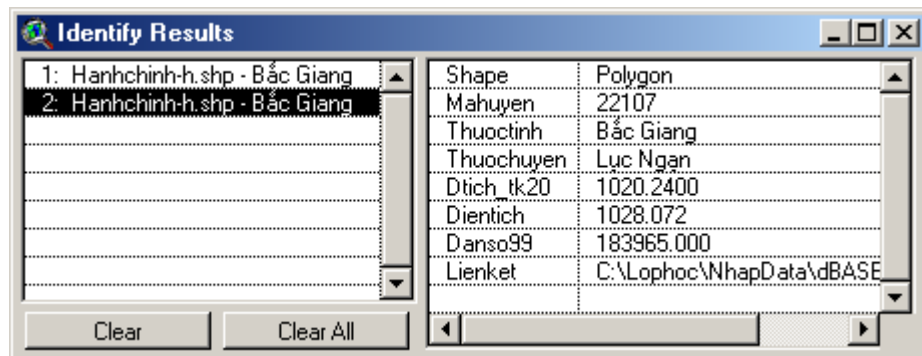 Identify Results
1: Hanhchinh-h.shp - Bắc Giang
2: Hanhchinh-h.shp - Bắc Giang
Shape Polygon
Mahuyen 22107
Thuoctinh Bắc Giang
Thuochuyen Lục Ngạn
Dtich_tk20 1020.2400
Dientich 1028.072
Danso99 183965.000
Lienket C:\Lophoc\NhapData\dBASE
Clear Clear All